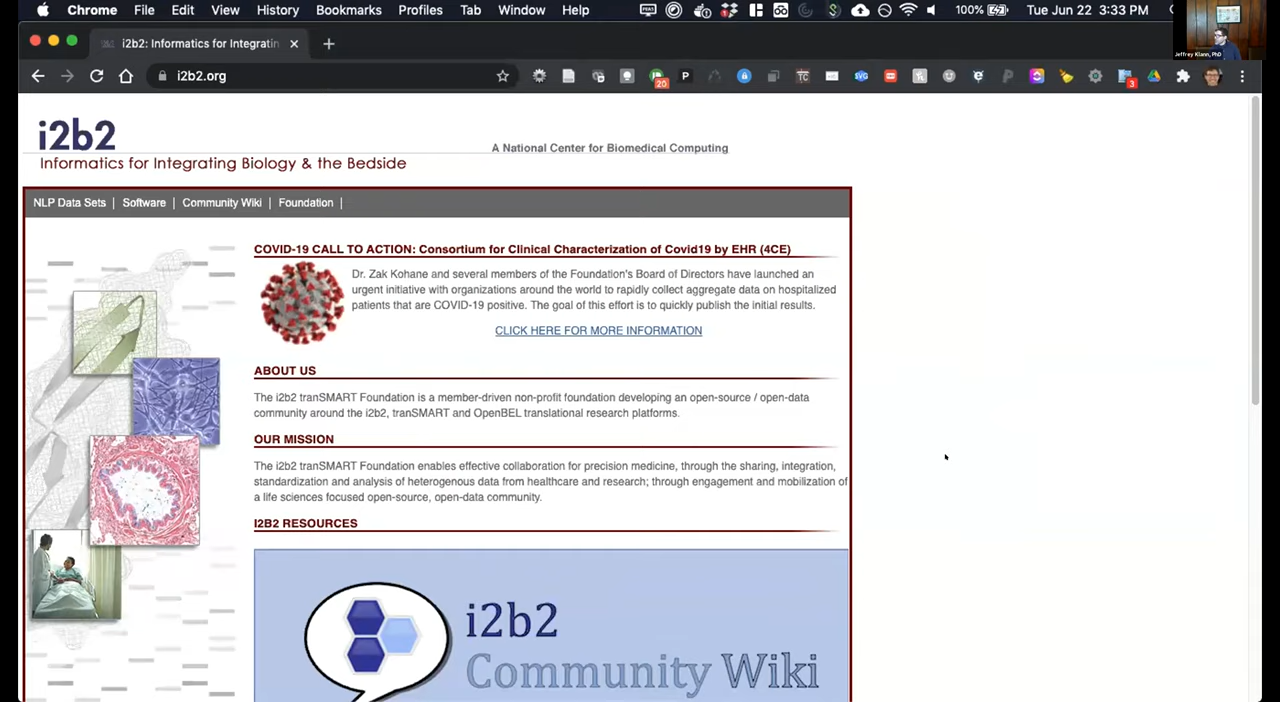 Chrome File Edit View History Bookmarks Profiles Tab Window Help 100% Tue Jun 22 3:33 PM
Jeffrey Klann, PhD
i2b2: Informatics for Integratin
i2b2.org
20 P TC SVG P 3
i2b2
Informatics for Integrating Biology & the Bedside
A National Center for Biomedical Computing
NLP Data Sets | Software | Community Wiki | Foundation |
COVID-19 CALL TO ACTION: Consortium for Clinical Characterization of Covid19 by EHR (4CE)
Dr. Zak Kohane and several members of the Foundation's Board of Directors have launched an
urgent initiative with organizations around the world to rapidly collect aggregate data on hospitalized
patients that are COVID-19 positive. The goal of this effort is to quickly publish the initial results.
CLICK HERE FOR MORE INFORMATION
ABOUT US
The i2b2 tranSMART Foundation is a member-driven non-profit foundation developing an open-source / open-data
community around the i2b2, tranSMART and OpenBEL translational research platforms.
OUR MISSION
The i2b2 tranSMART Foundation enables effective collaboration for precision medicine, through the sharing, integration,
standardization and analysis of heterogenous data from healthcare and research; through engagement and mobilization of
a life sciences focused open-source, open-data community.
I2B2 RESOURCES
i2b2
Community Wiki